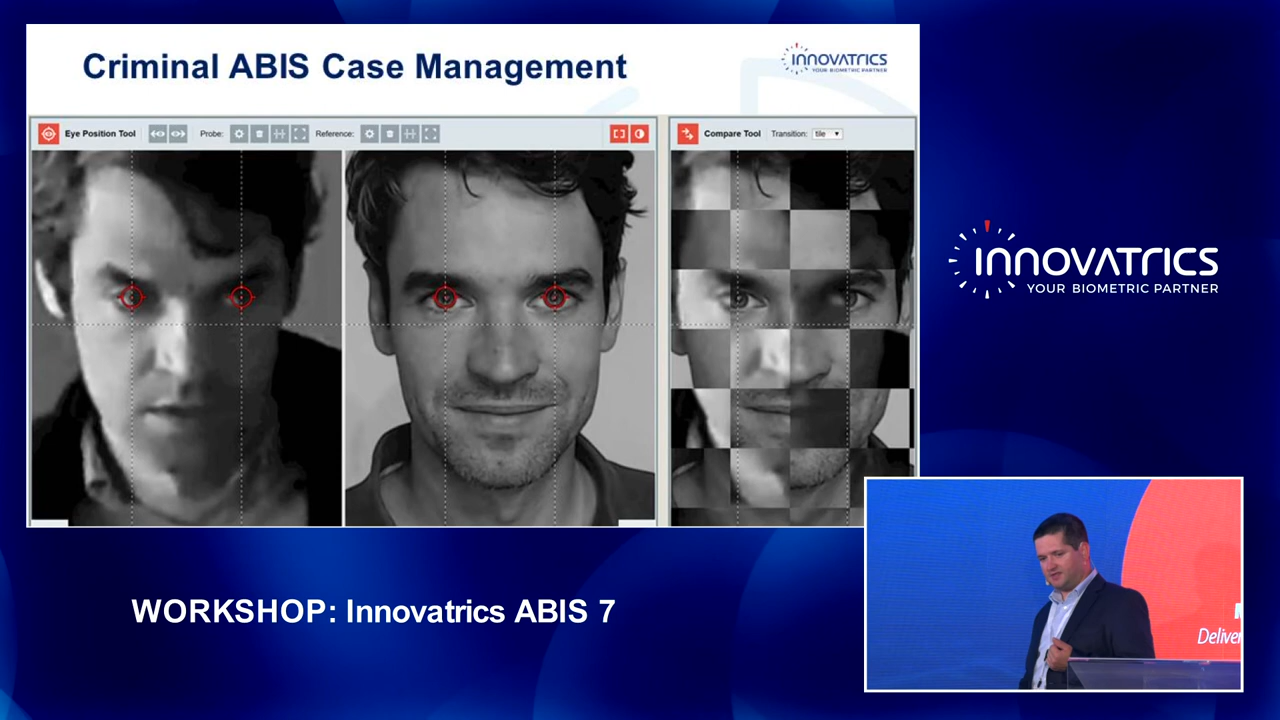 Criminal ABIS Case Management
INNOVATRICS
YOUR BIOMETRIC PARTNER
Eye Position Tool
Probe:
Reference:
Compare Tool
Transition:
tile
INNOVATRICS
YOUR BIOMETRIC PARTNER
WORKSHOP: Innovatrics ABIS 7
Deliver